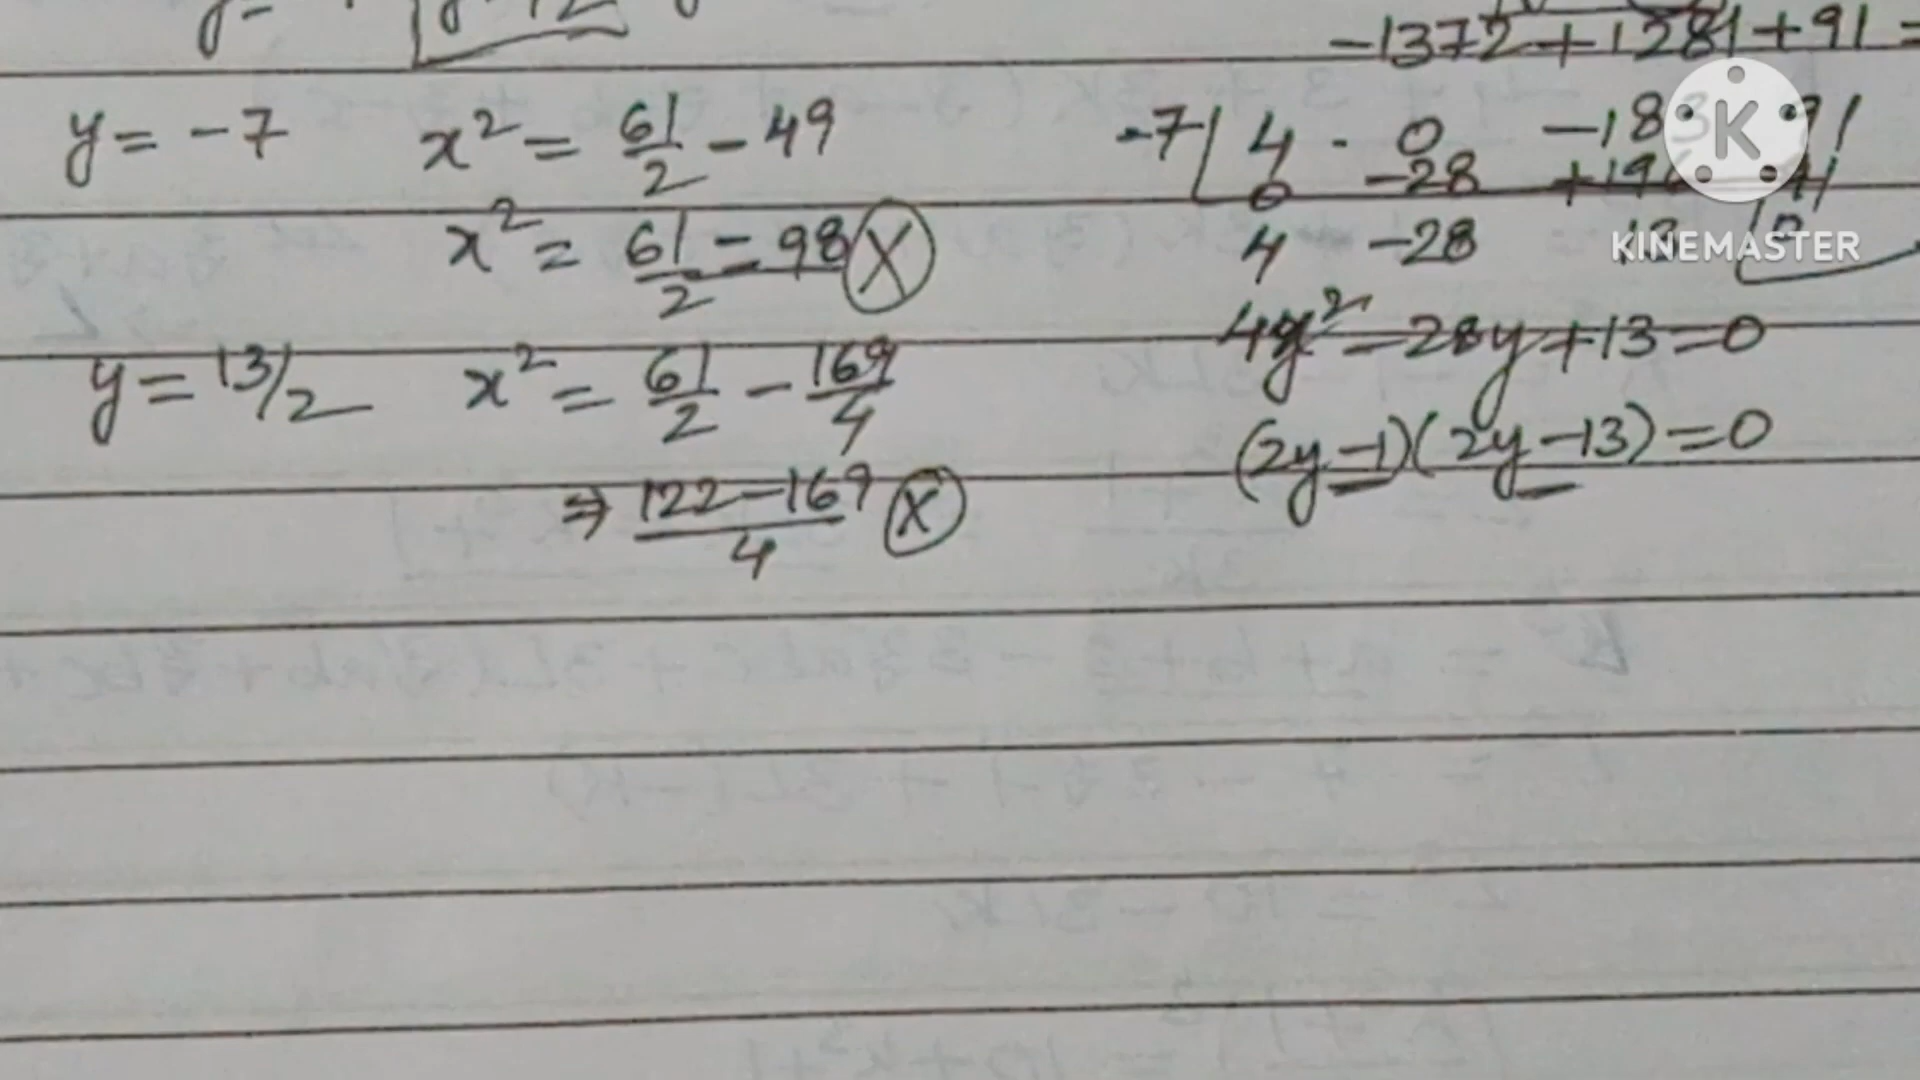 -1372+1281+91=
y = -7   x² = 61/2 - 49
-7| 4 · 0 -18
0 -28 +19
x² = 61-98/2 (X)
4 -28
KINEMASTER
4y²-28y+13=0
y = 13/2   x² = 61/2 - 169/4
(2y-1)(2y-13)=0
⇒ 122-169/4 (X)